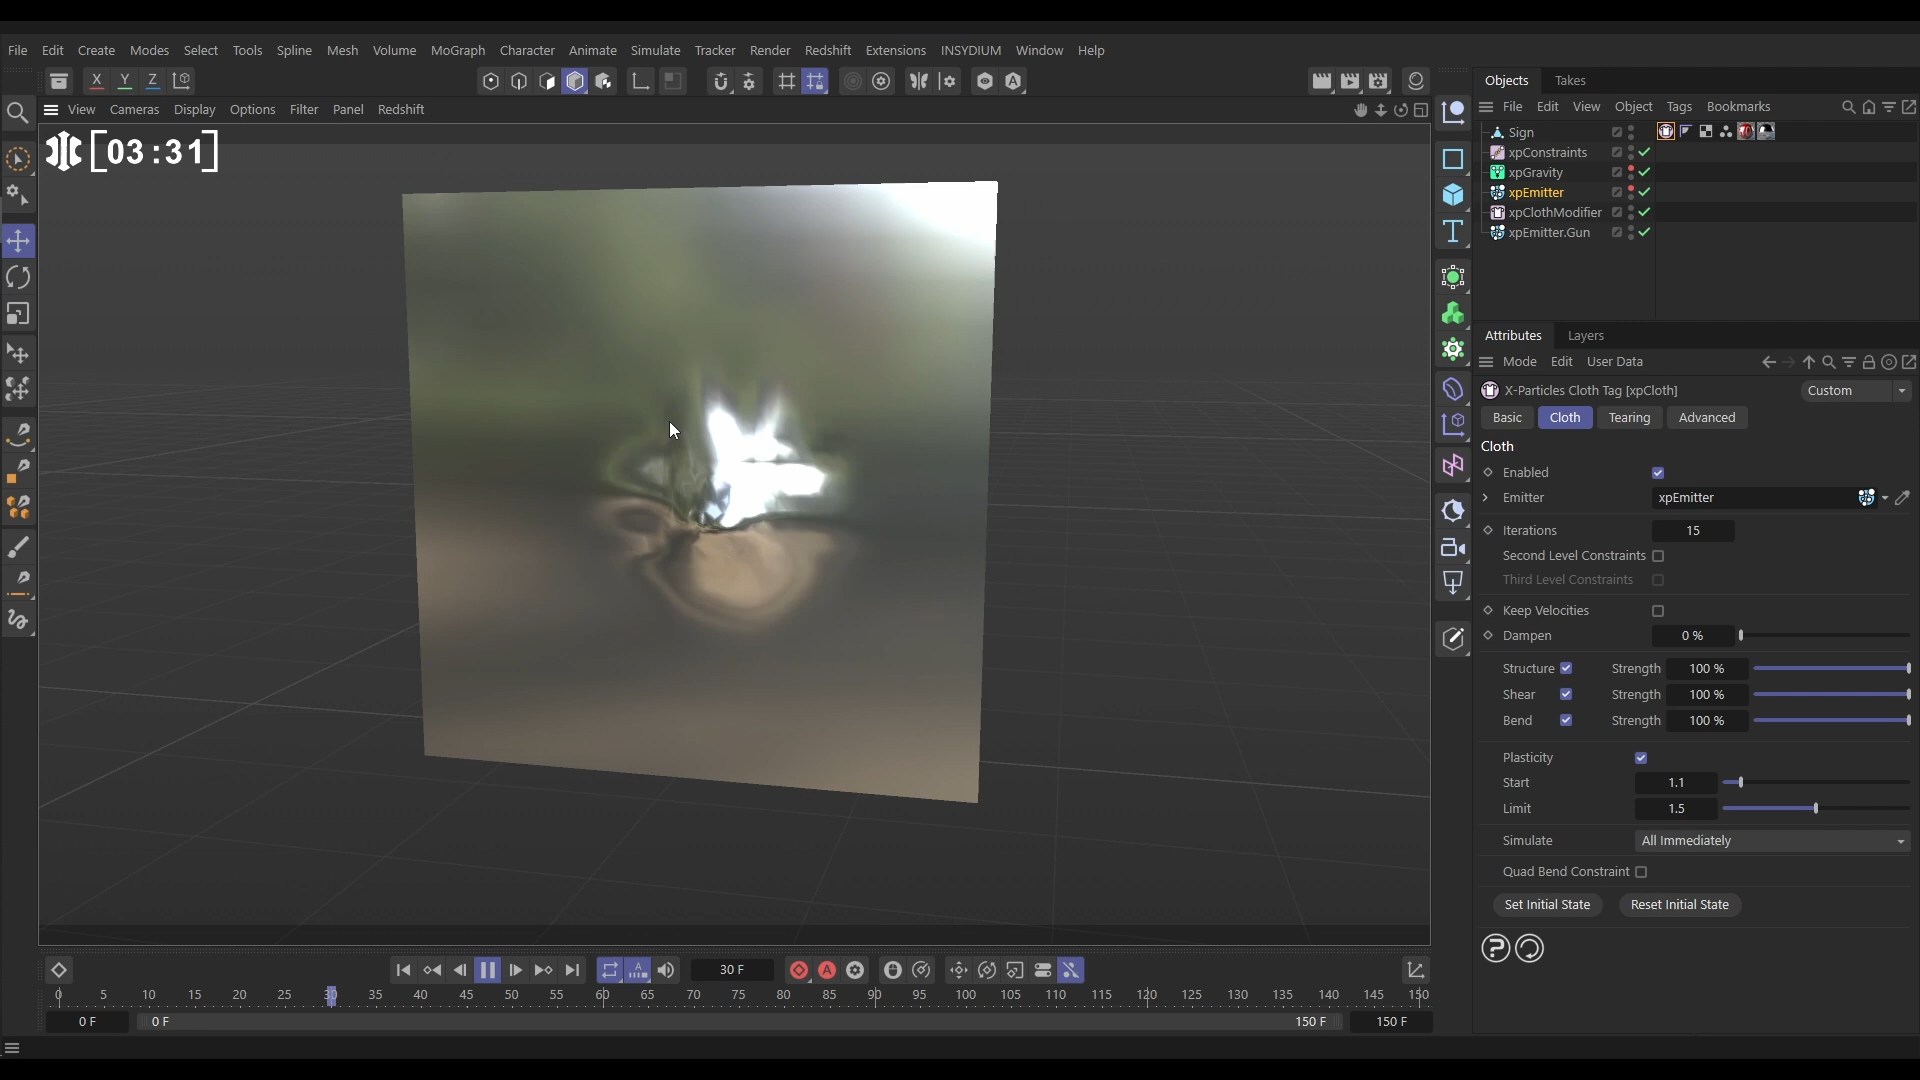 File Edit Create Modes Select Tools Spline Mesh Volume MoGraph Character Animate Simulate Tracker Render Redshift Extensions INSYDIUM Window Help
X Y Z
Objects Takes
View Cameras Display Options Filter Panel Redshift
File Edit View Object Tags Bookmarks
[03:31]
Sign
xpConstraints
xpGravity
xpEmitter
xpClothModifier
xpEmitter.Gun
Attributes Layers
Mode Edit User Data
X-Particles Cloth Tag [xpCloth] Custom
Basic Cloth Tearing Advanced
Cloth
Enabled
Emitter xpEmitter
Iterations 15
Second Level Constraints
Third Level Constraints
Keep Velocities
Dampen 0 %
Structure Strength 100 %
Shear Strength 100 %
Bend Strength 100 %
Plasticity
Start 1.1
Limit 1.5
Simulate All Immediately
Quad Bend Constraint
Set Initial State Reset Initial State
30 F
0 5 10 15 20 25 30 35 40 45 50 55 60 65 70 75 80 85 90 95 100 105 110 115 120 125 130 135 140 145 150
0 F 0 F 150 F 150 F